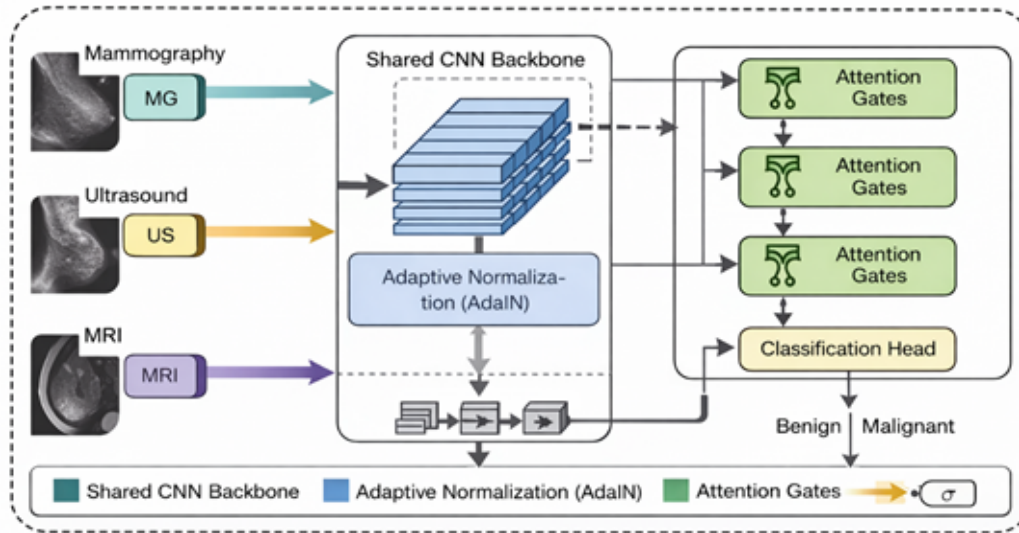 Mammography
MG
Ultrasound
US
MRI
MRI
Shared CNN Backbone
Adaptive Normaliza-
tion (AdaIN)
Attention
Gates
Attention
Gates
Attention
Gates
Classification Head
Benign Malignant
Shared CNN Backbone
Adaptive Normalization (AdaIN)
Attention Gates
σ